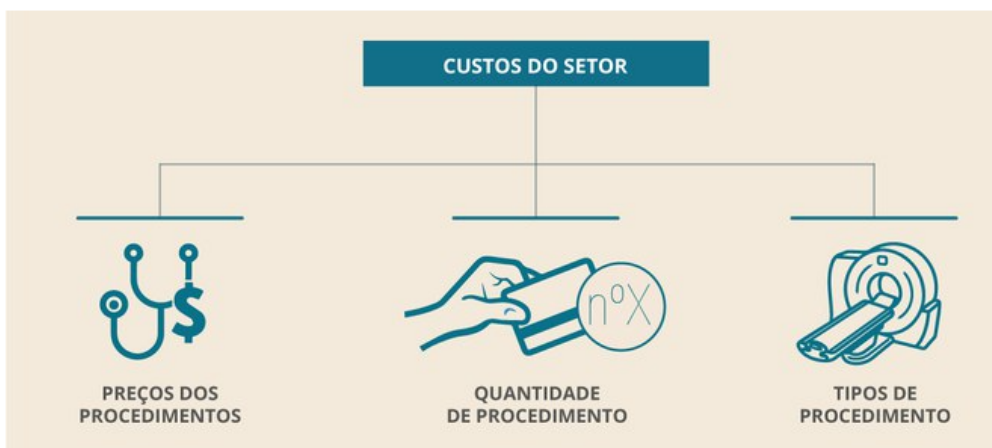 CUSTOS DO SETOR
$
nºX
PREÇOS DOS
PROCEDIMENTOS
QUANTIDADE
DE PROCEDIMENTO
TIPOS DE
PROCEDIMENTO